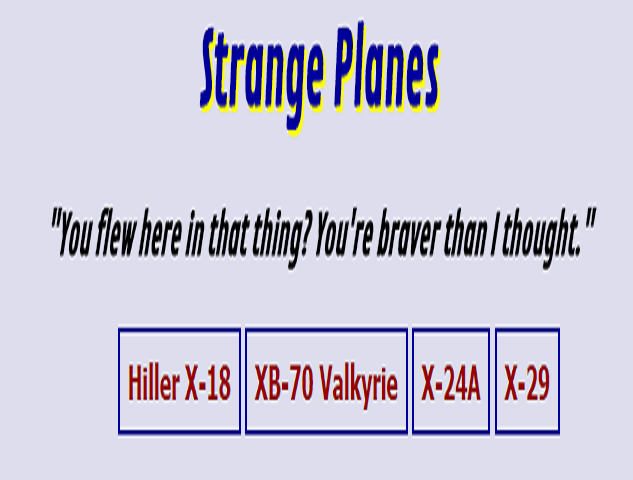 Strange Planes
"You flew here in that thing? You're braver than I thought."
Hiller X-18 XB-70 Valkyrie X-24A X-29